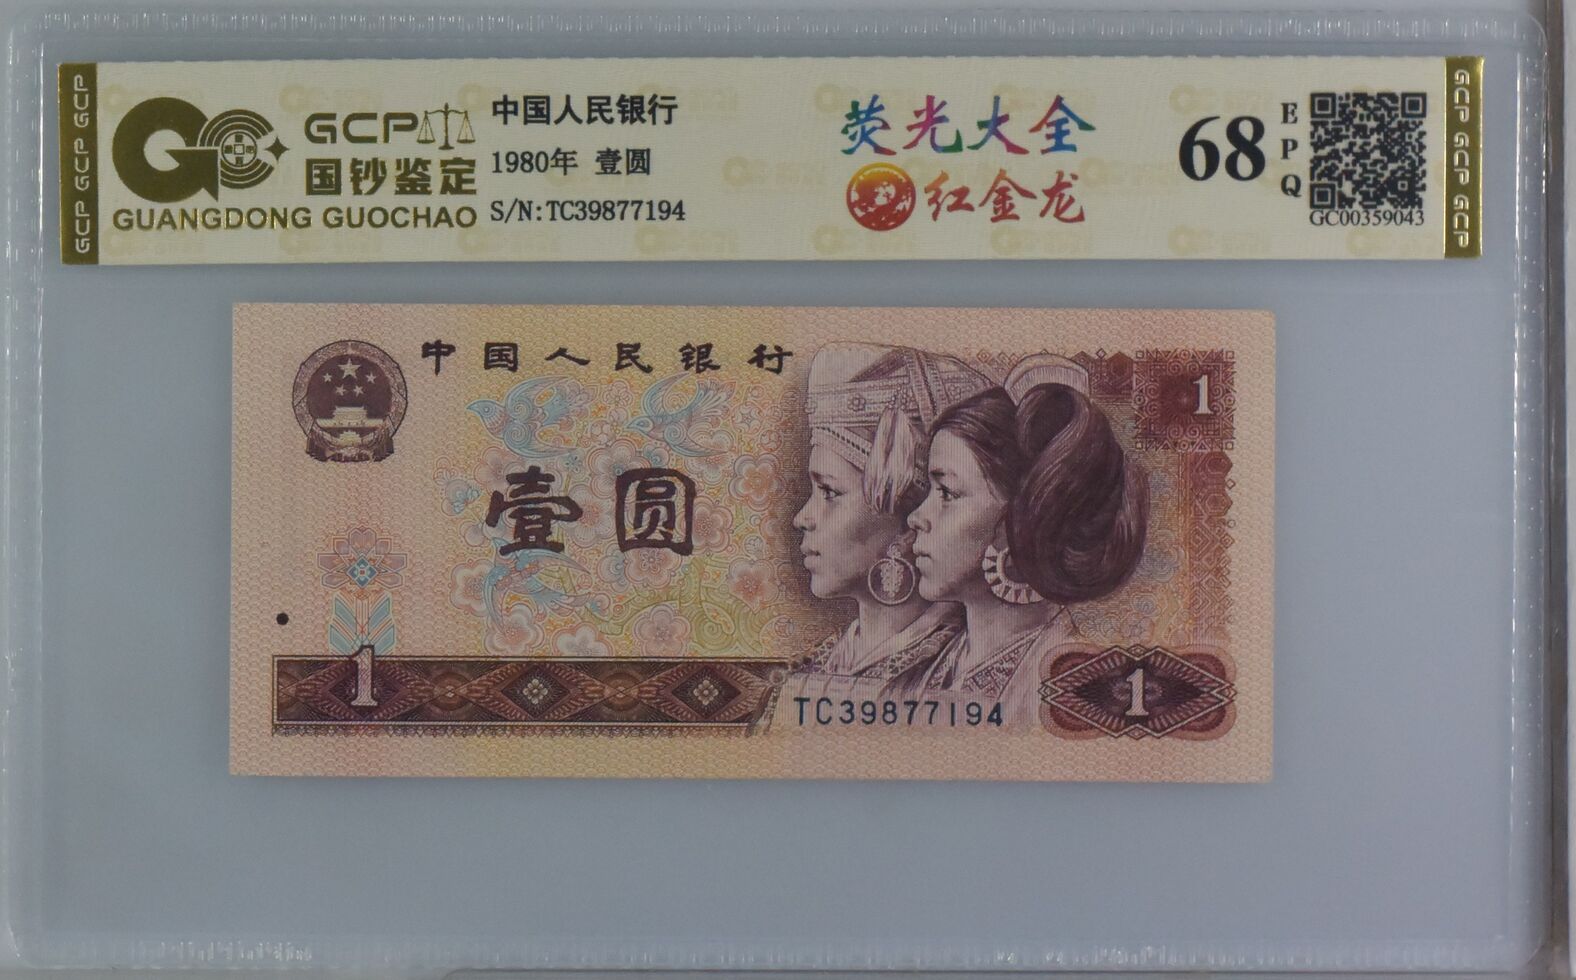 GCP GCP GCP
GCP
国钞鉴定
GUANGDONG GUOCHAO
中国人民银行
1980年 壹圆
S/N:TC39877194
荧光大全
红金龙
68
EPQ
GC00359043
GCP GCP GCP
中国人民银行
1
壹圆
1
TC39877194
1